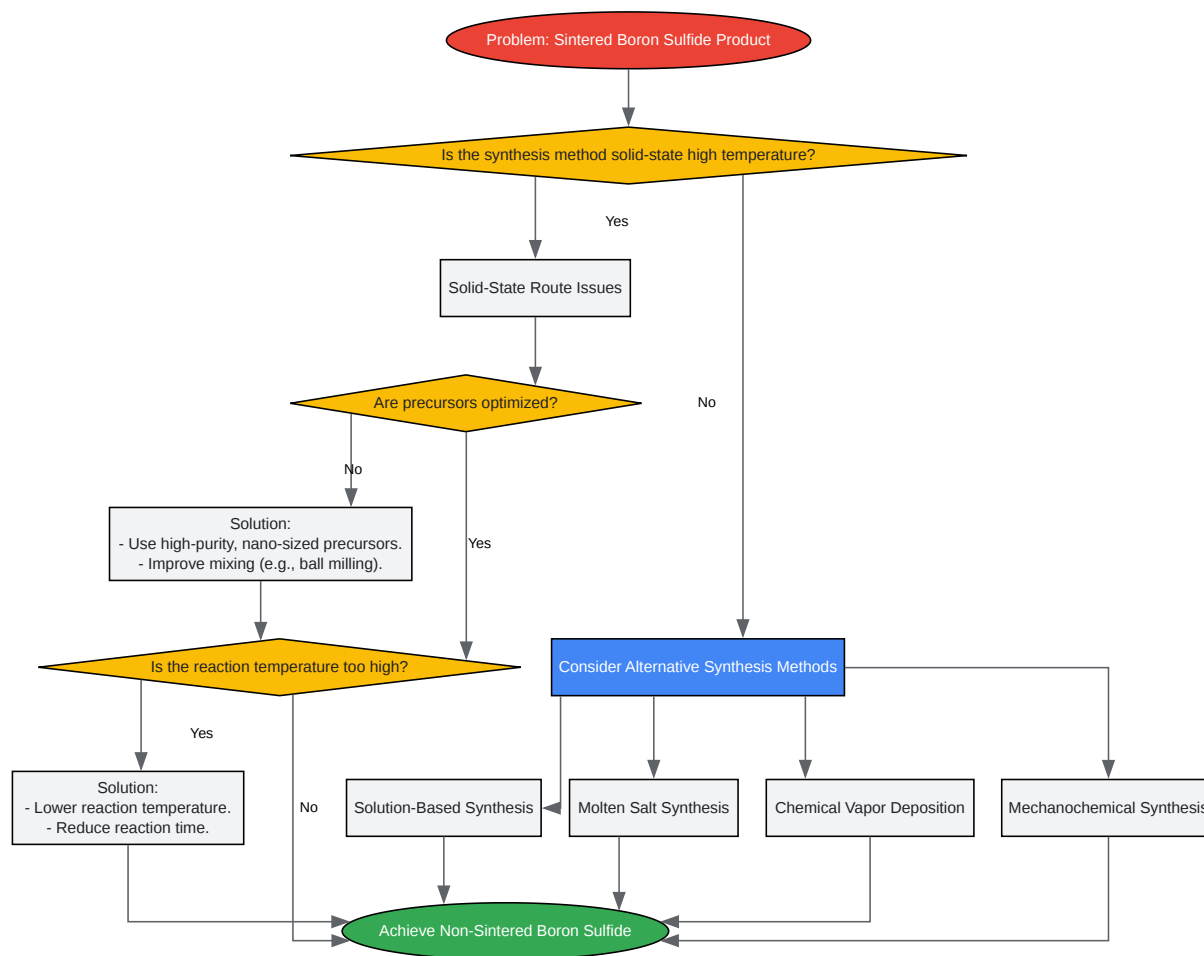 Problem: Sintered Boron Sulfide Product
Is the synthesis method solid-state high temperature?
Yes
Solid-State Route Issues
Are precursors optimized?
No
No
Solution:
- Use high-purity, nano-sized precursors.
- Improve mixing (e.g., ball milling).
Yes
Is the reaction temperature too high?
Consider Alternative Synthesis Methods
Yes
Solution:
- Lower reaction temperature.
- Reduce reaction time.
No
Solution-Based Synthesis
Molten Salt Synthesis
Chemical Vapor Deposition
Mechanochemical Synthesis
Achieve Non-Sintered Boron Sulfide